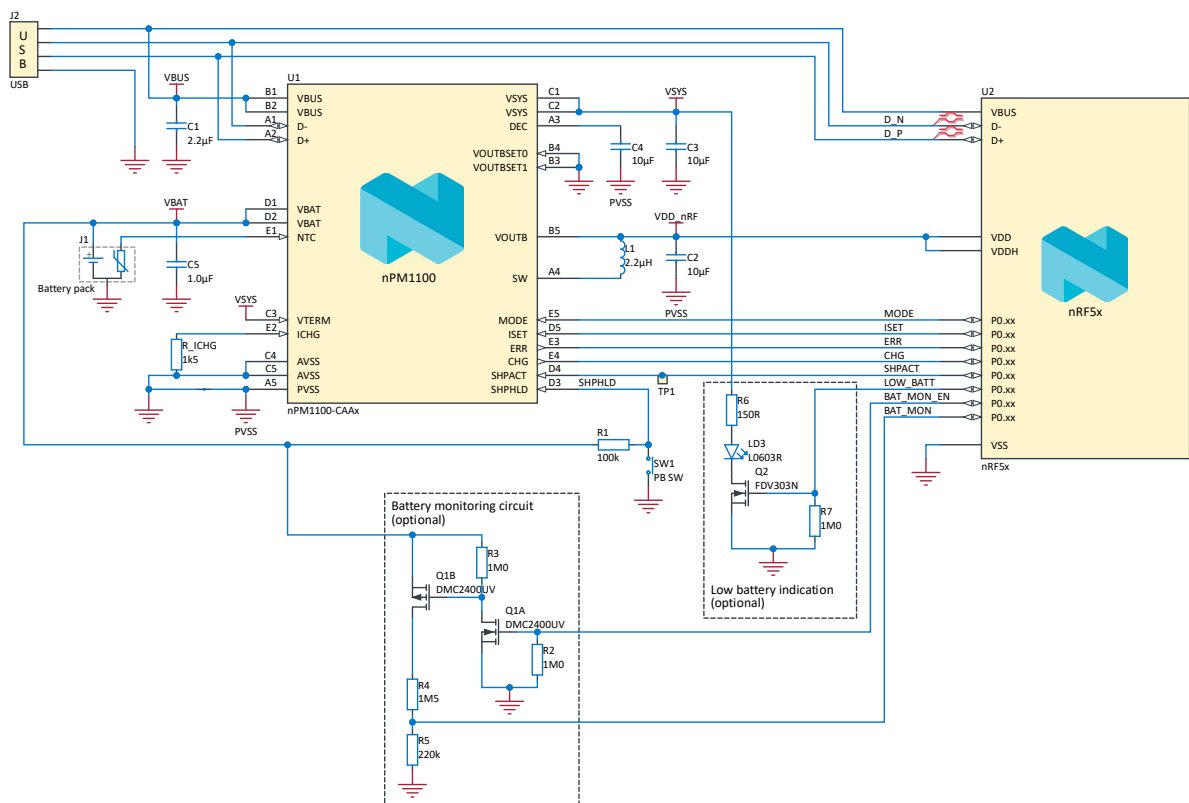 J2
U
S
B
USB
VBUS
C1
2.2µF
U1
B1 VBUS
B2 VBUS
A1 D-
A2 D+
D1 VBAT
D2 VBAT
E1 NTC
C3 VTERM
E2 ICHG
C4 AVSS
C5 AVSS
A5 PVSS
nPM1100
VSYS C1
VSYS C2
DEC A3
VOUTBSET0 B4
VOUTBSET1 B3
VOUTB B5
SW A4
MODE E5
ISET D5
ERR E3
CHG E4
SHPACT D4
SHPHLD D3
nPM1100-CAAx
VBAT
J1
+
Battery pack
C5
1.0µF
VSYS
R_ICHG
1k5
PVSS
VSYS
C4
10µF
C3
10µF
PVSS
VDD_nRF
L1
2.2µH
C2
10µF
PVSS
SHPHLD
TP1
R1
100k
SW1
PB SW
U2
VBUS
D_N D-
D_P D+
VDD
VDDH
nRF5x
MODE P0.xx
ISET P0.xx
ERR P0.xx
CHG P0.xx
SHPACT P0.xx
LOW_BATT P0.xx
BAT_MON_EN P0.xx
BAT_MON P0.xx
VSS
nRF5x
R6
150R
LD3
L0603R
Q2
FDV303N
R7
1M0
Low battery indication
(optional)
Battery monitoring circuit
(optional)
R3
1M0
Q1B
DMC2400UV
Q1A
DMC2400UV
R2
1M0
R4
1M5
R5
220k